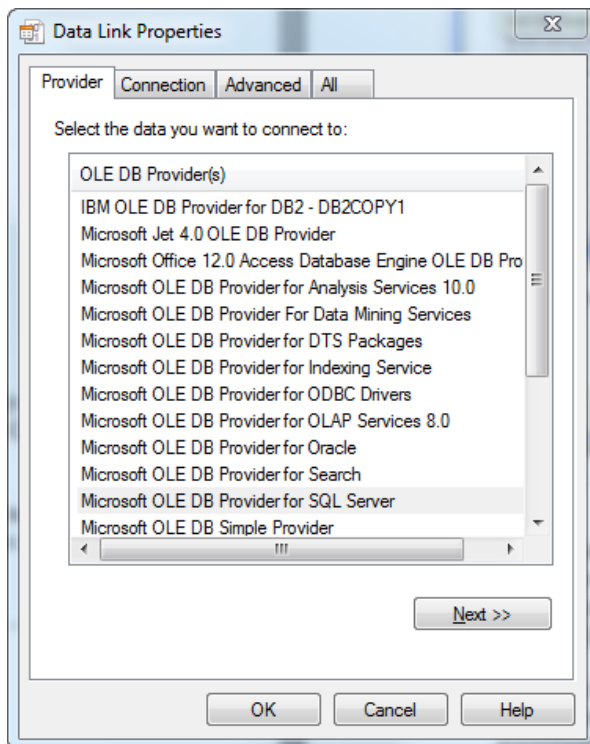 Data Link Properties
Provider Connection Advanced All
Select the data you want to connect to:
OLE DB Provider(s)
IBM OLE DB Provider for DB2 - DB2COPY1
Microsoft Jet 4.0 OLE DB Provider
Microsoft Office 12.0 Access Database Engine OLE DB Pro
Microsoft OLE DB Provider for Analysis Services 10.0
Microsoft OLE DB Provider For Data Mining Services
Microsoft OLE DB Provider for DTS Packages
Microsoft OLE DB Provider for Indexing Service
Microsoft OLE DB Provider for ODBC Drivers
Microsoft OLE DB Provider for OLAP Services 8.0
Microsoft OLE DB Provider for Oracle
Microsoft OLE DB Provider for Search
Microsoft OLE DB Provider for SQL Server
Microsoft OLE DB Simple Provider
Next >>
OK Cancel Help